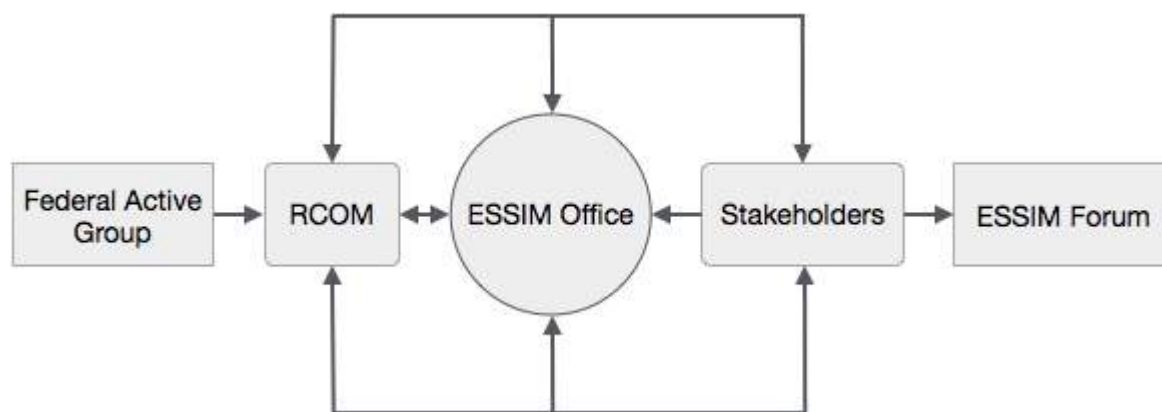 Federal Active
Group
RCOM
ESSIM Office
Stakeholders
ESSIM Forum